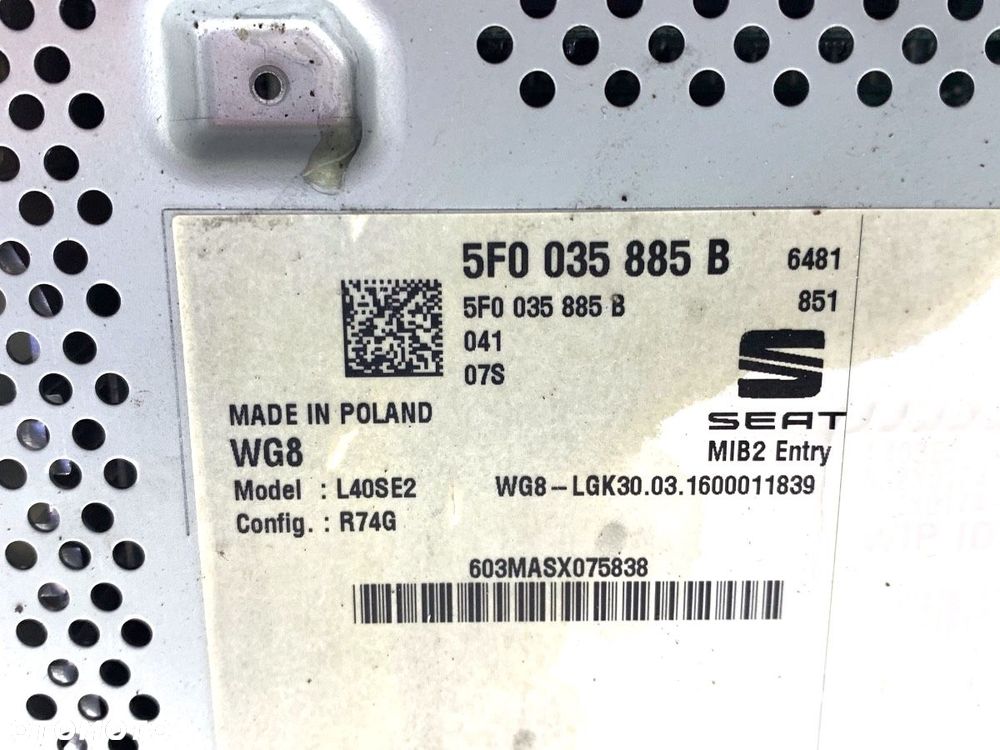 5F0 035 885 B 6481
5F0 035 885 B 851
041
07S
SEAT
MADE IN POLAND
WG8 MIB2 Entry
Model : L40SE2 WG8-LGK30.03.1600011839
Config. : R74G
603MASX075838